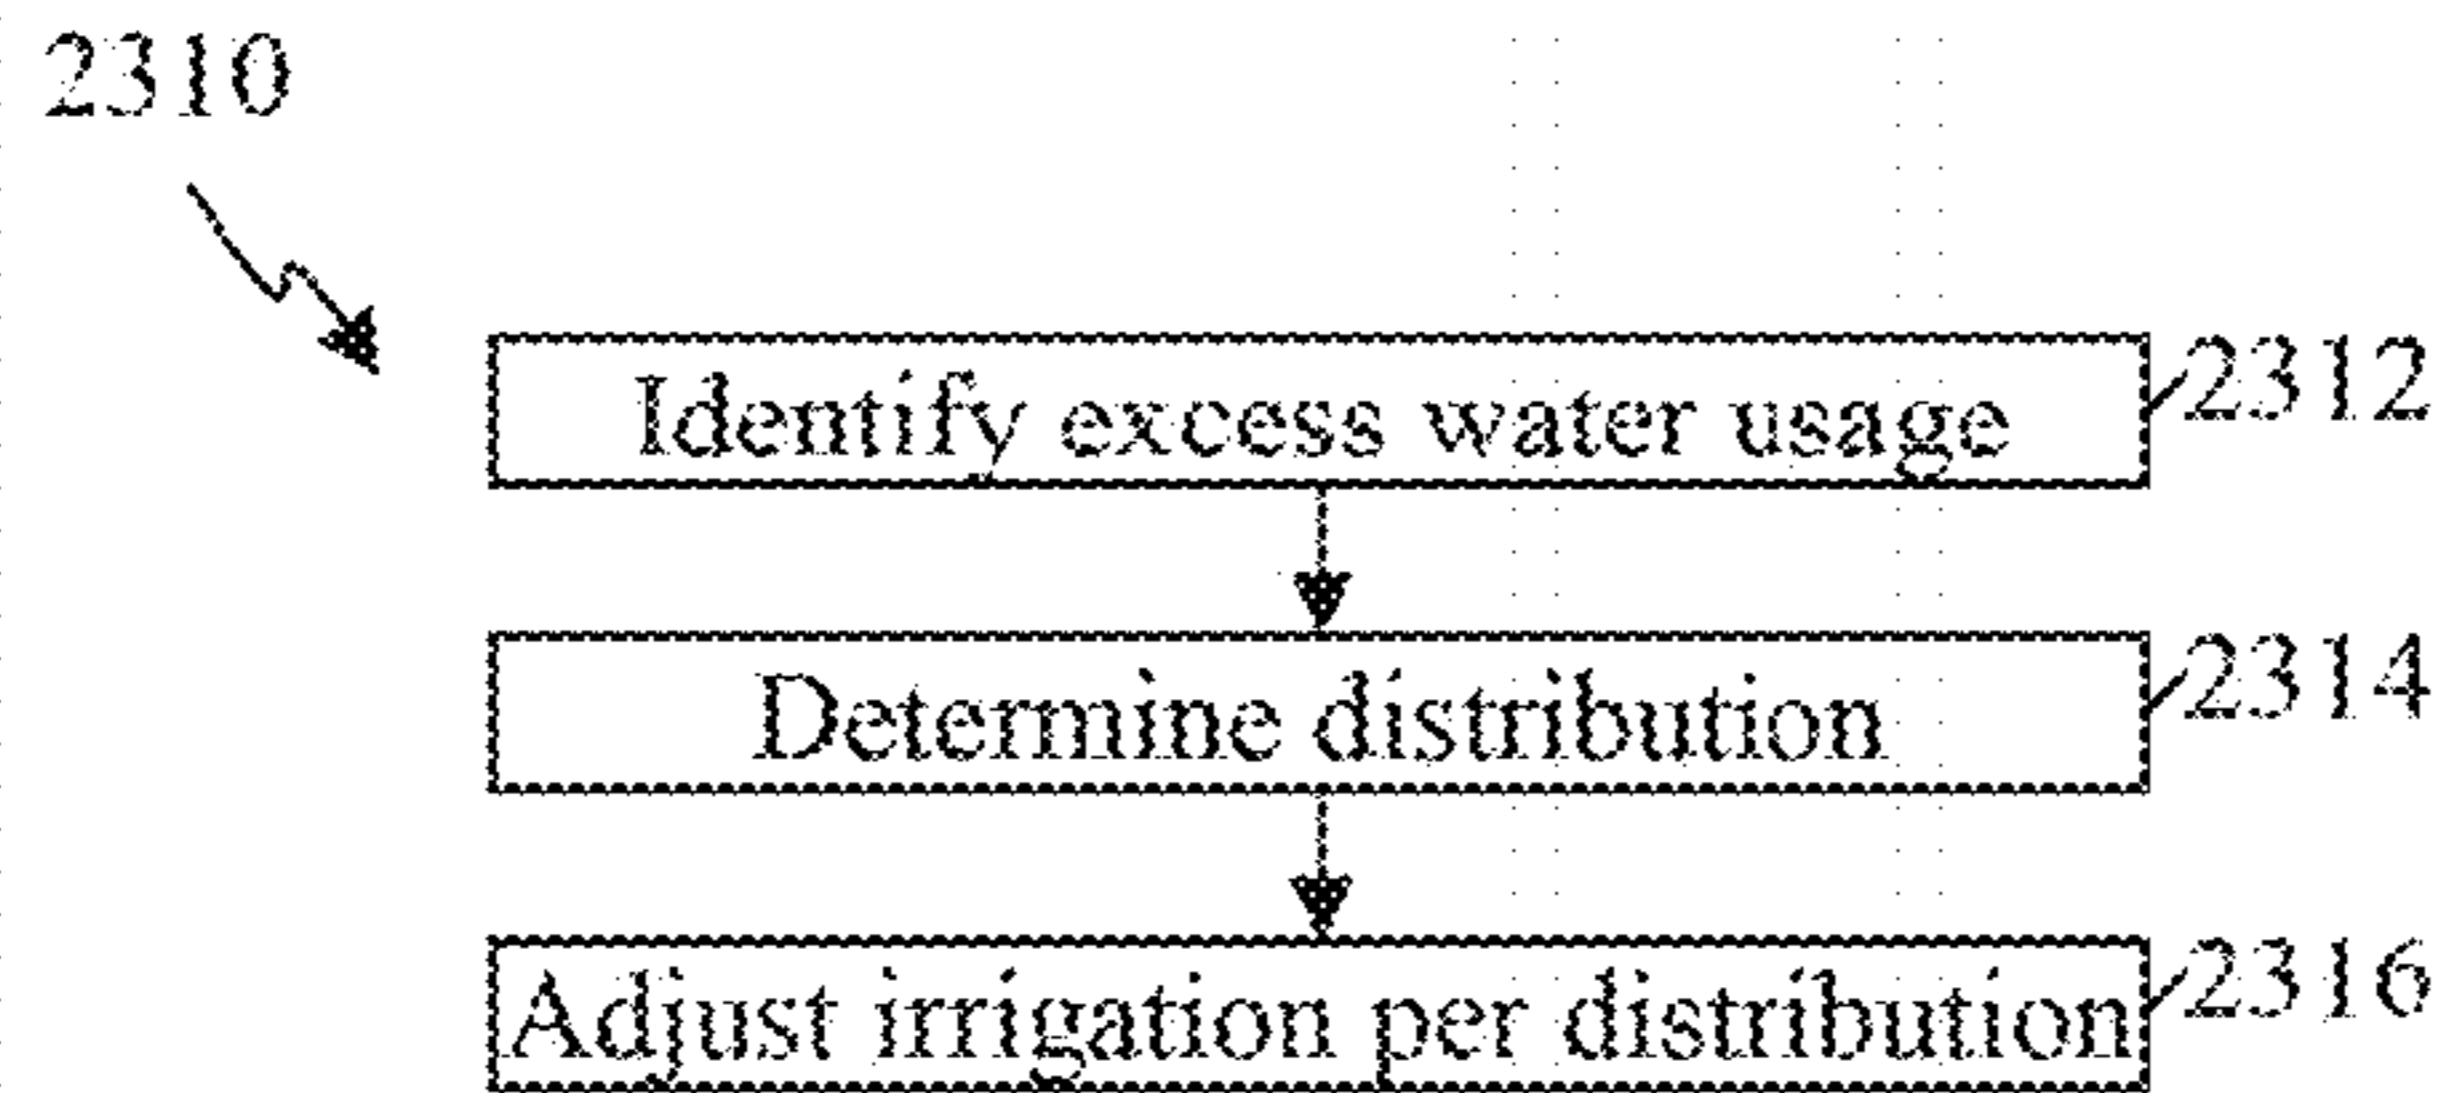 2310
Identify excess water usage 2312
Determine distribution 2314
Adjust irrigation per distribution 2316